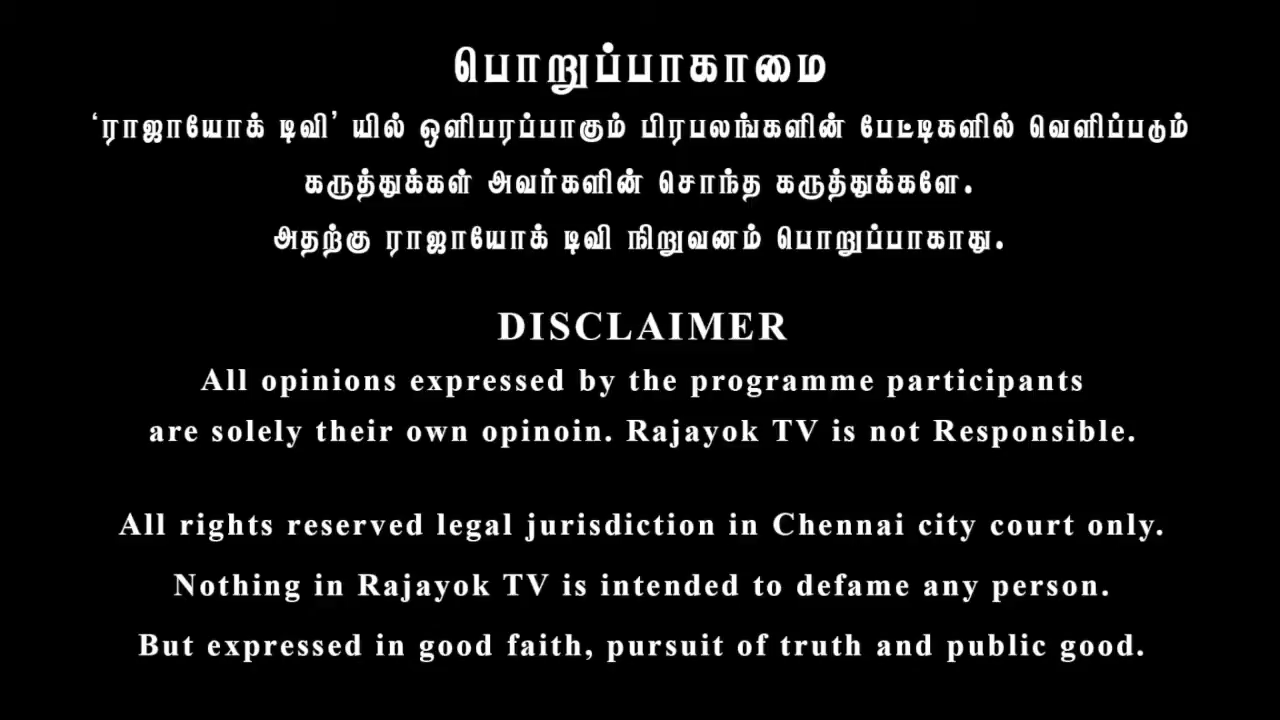 பொறுப்பாகாமை
‘ராஜாயோக் டிவி’ யில் ஒளிபரப்பாகும் பிரபலங்களின் பேட்டிகளில் வெளிப்படும்
கருத்துக்கள் அவர்களின் சொந்த கருத்துக்களே.
அதற்கு ராஜாயோக் டிவி நிறுவனம் பொறுப்பாகாது.
DISCLAIMER
All opinions expressed by the programme participants
are solely their own opinoin. Rajayok TV is not Responsible.
All rights reserved legal jurisdiction in Chennai city court only.
Nothing in Rajayok TV is intended to defame any person.
But expressed in good faith, pursuit of truth and public good.